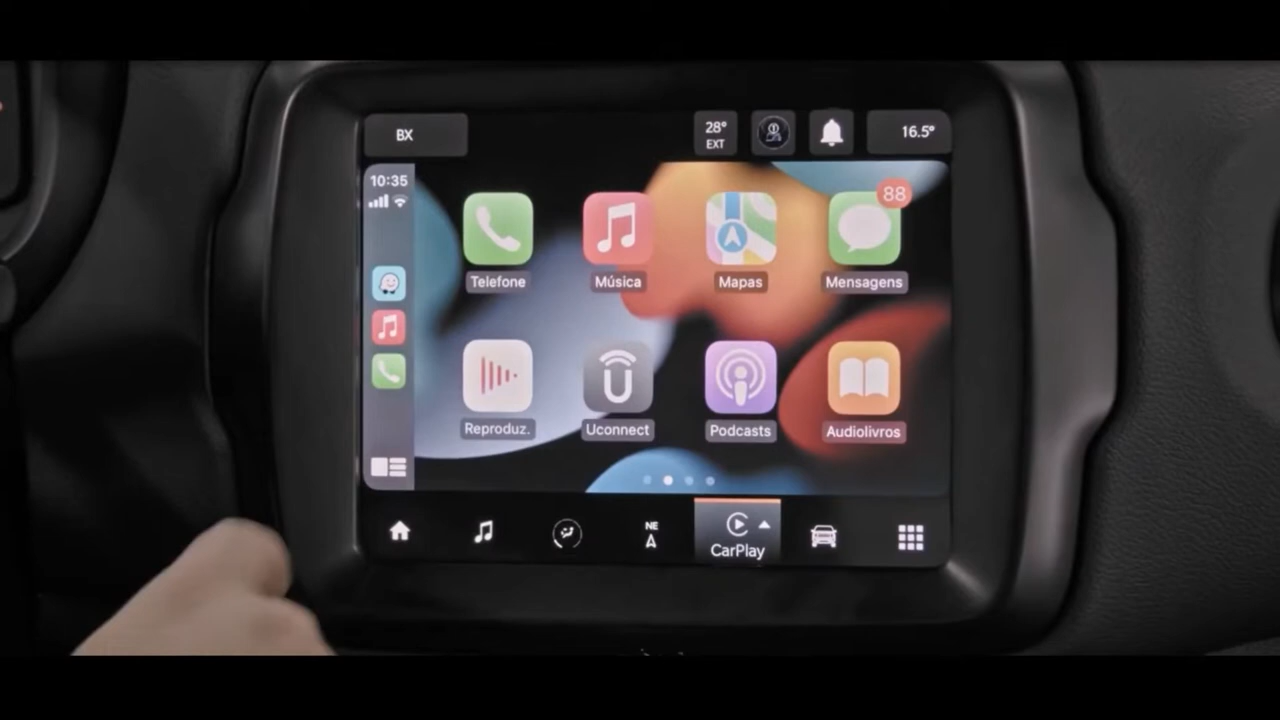 BX
28°
EXT
16.5°
10:35
88
Telefone
Música
Mapas
Mensagens
Reproduz.
Uconnect
Podcasts
Audiolivros
NE
CarPlay